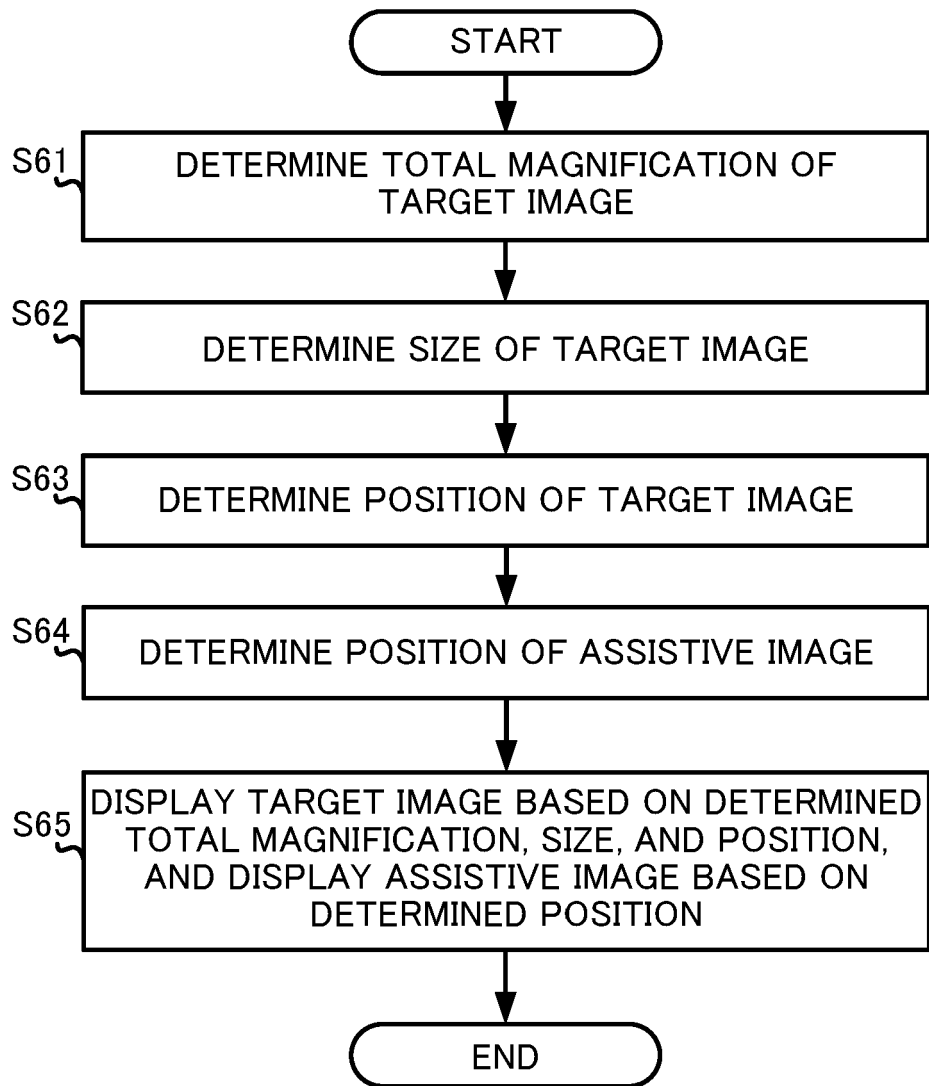 START
S61
DETERMINE TOTAL MAGNIFICATION OF
TARGET IMAGE
S62
DETERMINE SIZE OF TARGET IMAGE
S63
DETERMINE POSITION OF TARGET IMAGE
S64
DETERMINE POSITION OF ASSISTIVE IMAGE
S65
DISPLAY TARGET IMAGE BASED ON DETERMINED
TOTAL MAGNIFICATION, SIZE, AND POSITION,
AND DISPLAY ASSISTIVE IMAGE BASED ON
DETERMINED POSITION
END